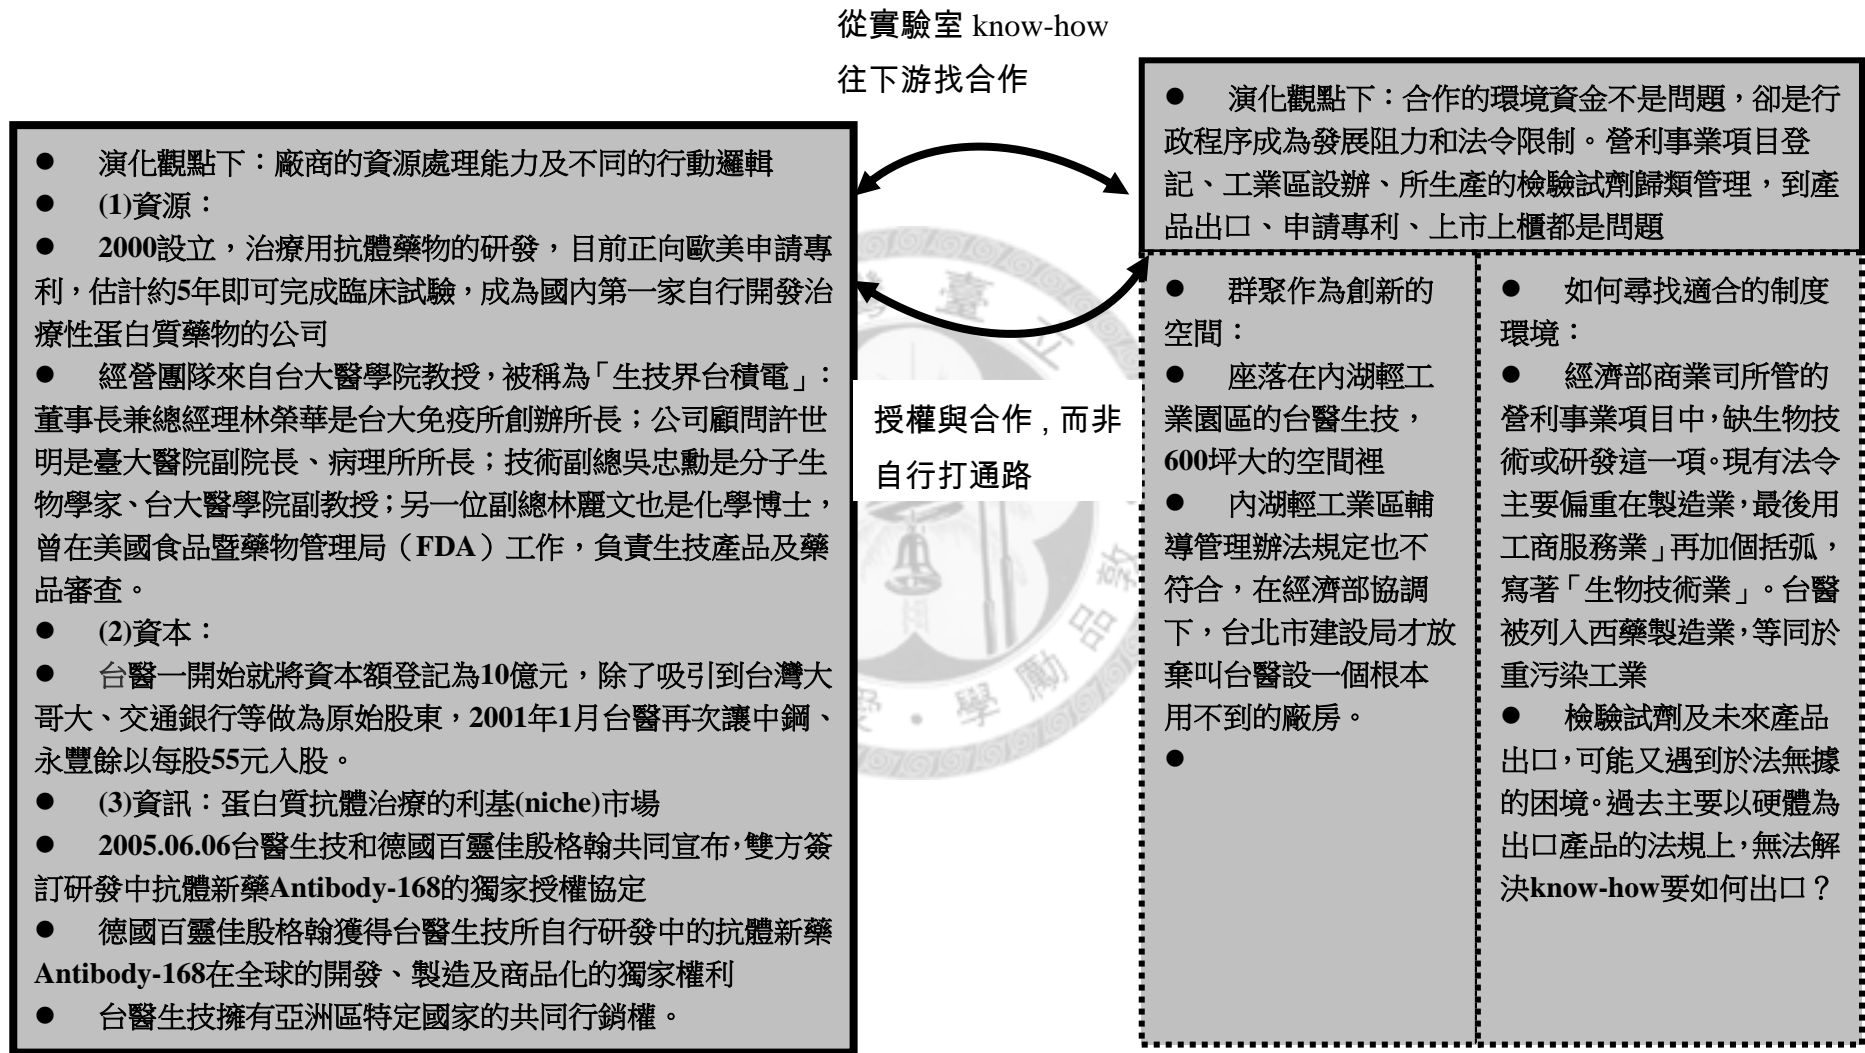 從實驗室 know-how
往下游找合作
● 演化觀點下：廠商的資源處理能力及不同的行動邏輯
● (1)資源：
● 2000設立，治療用抗體藥物的研發，目前正向歐美申請專
利，估計約5年即可完成臨床試驗，成為國內第一家自行開發治
療性蛋白質藥物的公司
● 經營團隊來自台大醫學院教授，被稱為「生技界台積電」：
董事長兼總經理林榮華是台大免疫所創辦所長；公司顧問許世
明是臺大醫院副院長、病理所所長；技術副總吳忠勳是分子生
物學家、台大醫學院副教授；另一位副總林麗文也是化學博士，
曾在美國食品暨藥物管理局（FDA）工作，負責生技產品及藥
品審查。
● (2)資本：
● 台醫一開始就將資本額登記為10億元，除了吸引到台灣大
哥大、交通銀行等做為原始股東，2001年1月台醫再次讓中鋼、
永豐餘以每股55元入股。
● (3)資訊：蛋白質抗體治療的利基(niche)市場
● 2005.06.06台醫生技和德國百靈佳殷格翰共同宣布，雙方簽
訂研發中抗體新藥Antibody-168的獨家授權協定
● 德國百靈佳殷格翰獲得台醫生技所自行研發中的抗體新藥
Antibody-168在全球的開發、製造及商品化的獨家權利
● 台醫生技擁有亞洲區特定國家的共同行銷權。
授權與合作 , 而非
自行打通路
● 演化觀點下：合作的環境資金不是問題，卻是行
政程序成為發展阻力和法令限制。營利事業項目登
記、工業區設辦、所生產的檢驗試劑歸類管理，到產
品出口、申請專利、上市上櫃都是問題
● 群聚作為創新的
空間：
● 座落在內湖輕工
業園區的台醫生技，
600坪大的空間裡
● 內湖輕工業區輔
導管理辦法規定也不
符合，在經濟部協調
下，台北市建設局才放
棄叫台醫設一個根本
用不到的廠房。
●
● 如何尋找適合的制度
環境：
● 經濟部商業司所管的
營利事業項目中，缺生物技
術或研發這一項。現有法令
主要偏重在製造業，最後用
工商服務業」再加個括弧，
寫著「生物技術業」。台醫
被列入西藥製造業，等同於
重污染工業
● 檢驗試劑及未來產品
出口，可能又遇到於法無據
的困境。過去主要以硬體為
出口產品的法規上，無法解
決know-how要如何出口？
臺
學 勵
品